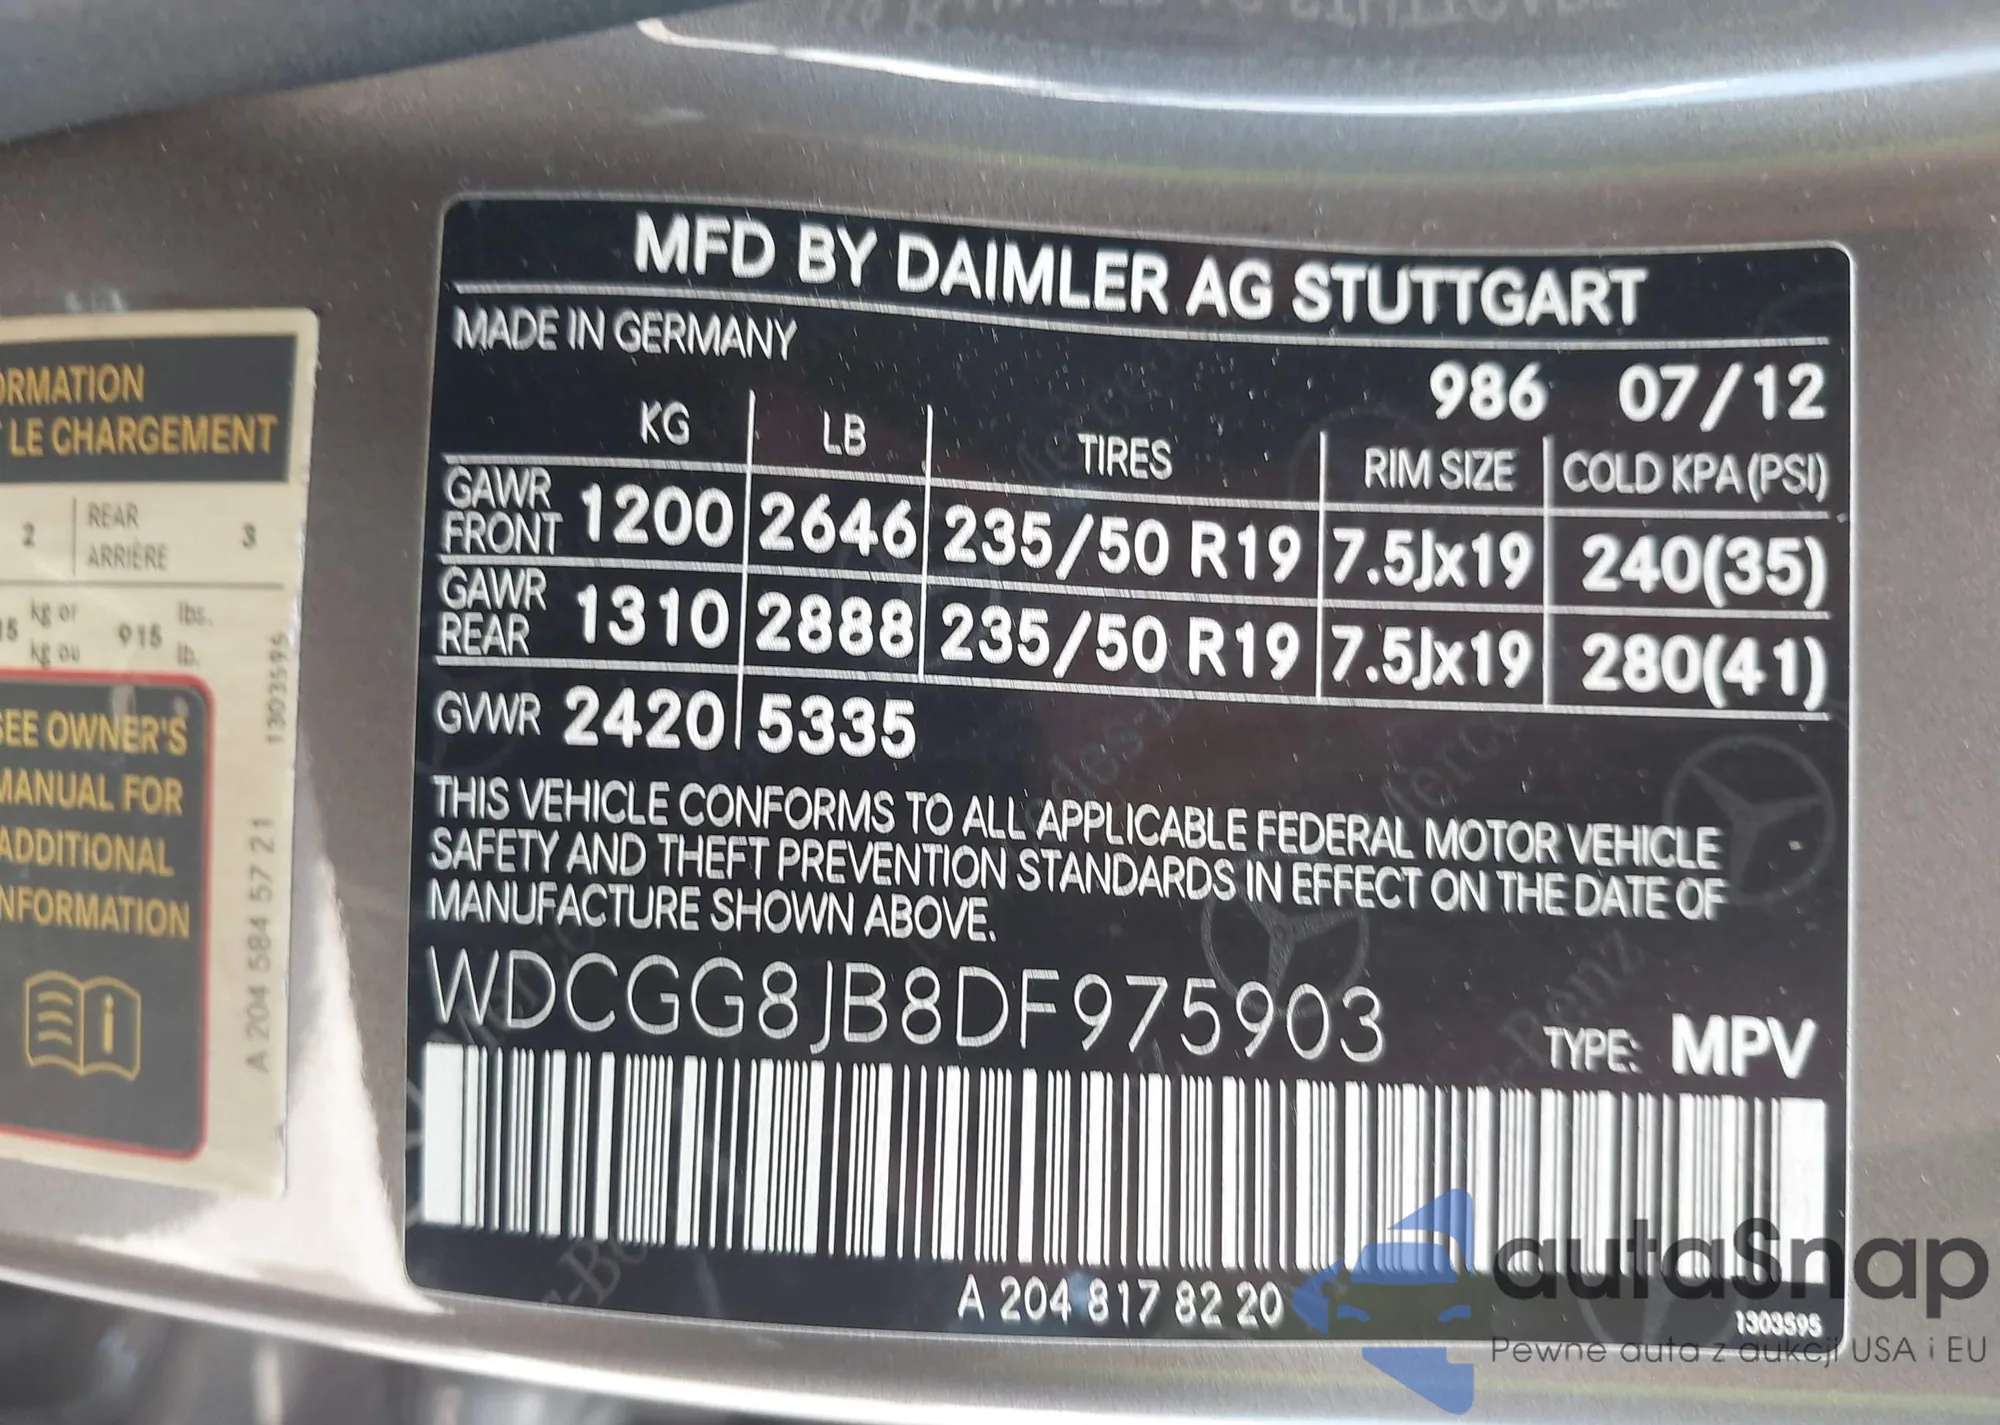 MFD BY DAIMLER AG STUTTGART
MADE IN GERMANY
986 07/12
KG LB TIRES RIM SIZE COLD KPA (PSI)
GAWR FRONT 1200 2646 235/50 R19 7.5Jx19 240(35)
GAWR REAR 1310 2888 235/50 R19 7.5Jx19 280(41)
GVWR 2420 5335
THIS VEHICLE CONFORMS TO ALL APPLICABLE FEDERAL MOTOR VEHICLE
SAFETY AND THEFT PREVENTION STANDARDS IN EFFECT ON THE DATE OF
MANUFACTURE SHOWN ABOVE.
WDCGG8JB8DF975903
TYPE: MPV
A 204 817 82 20
1303595
LE CHARGEMENT
2 REAR 3
ARRIÈRE
kg or 915 lbs.
kg ou lb.
SEE OWNER'S
MANUAL FOR
ADDITIONAL
INFORMATION
A 204 584 57 21
1303595
autaSnap
Pewne auta z aukcji USA i EU